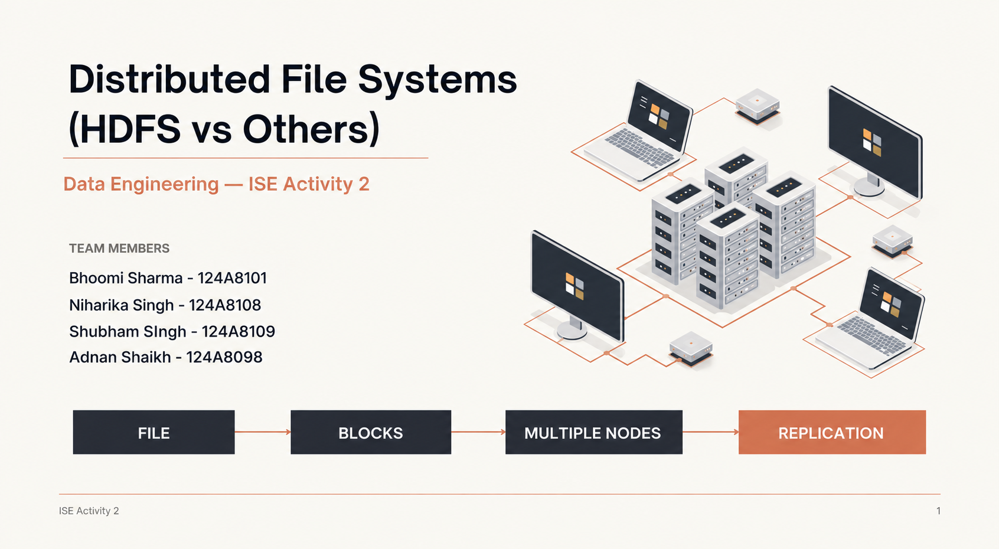 Distributed File Systems
(HDFS vs Others)
Data Engineering — ISE Activity 2
TEAM MEMBERS
Bhoomi Sharma - 124A8101
Niharika Singh - 124A8108
Shubham SIngh - 124A8109
Adnan Shaikh - 124A8098
FILE
BLOCKS
MULTIPLE NODES
REPLICATION
ISE Activity 2
1